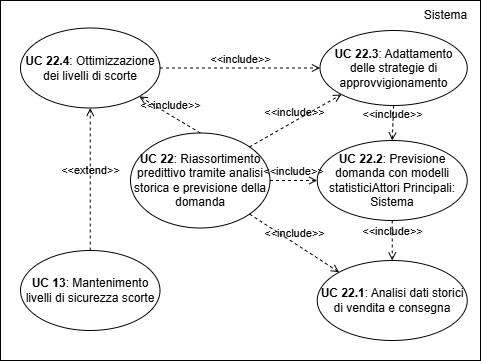 Sistema
UC 22.4: Ottimizzazione
dei livelli di scorte
<<include>>
UC 22.3: Adattamento
delle strategie di
approvvigionamento
<<include>>
<<include>>
<<include>>
UC 22: Riassortimento
predittivo tramite analisi
storica e previsione della
domanda
<<include>>
UC 22.2: Previsione
domanda con modelli
statisticiAttori Principali:
Sistema
<<extend>>
<<include>>
<<include>>
UC 13: Mantenimento
livelli di sicurezza scorte
UC 22.1: Analisi dati storici
di vendita e consegna